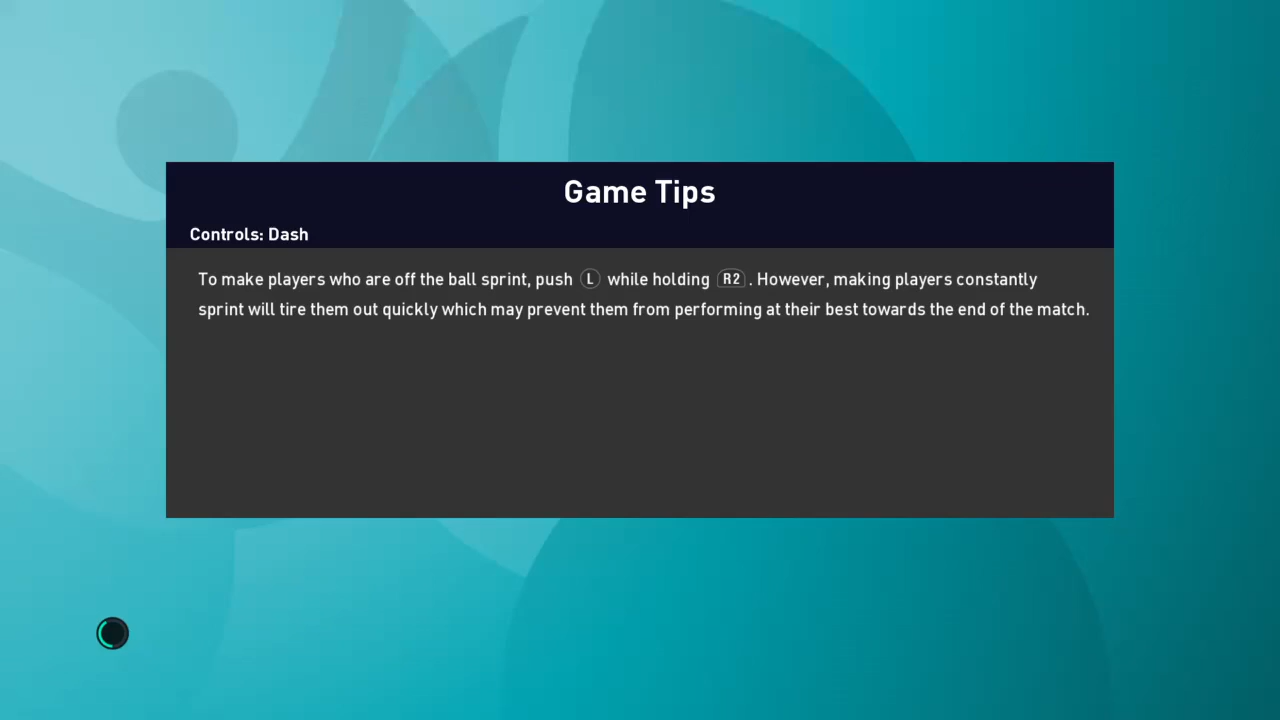 Game Tips
Controls: Dash
To make players who are off the ball sprint, push L while holding R2. However, making players constantly
sprint will tire them out quickly which may prevent them from performing at their best towards the end of the match.